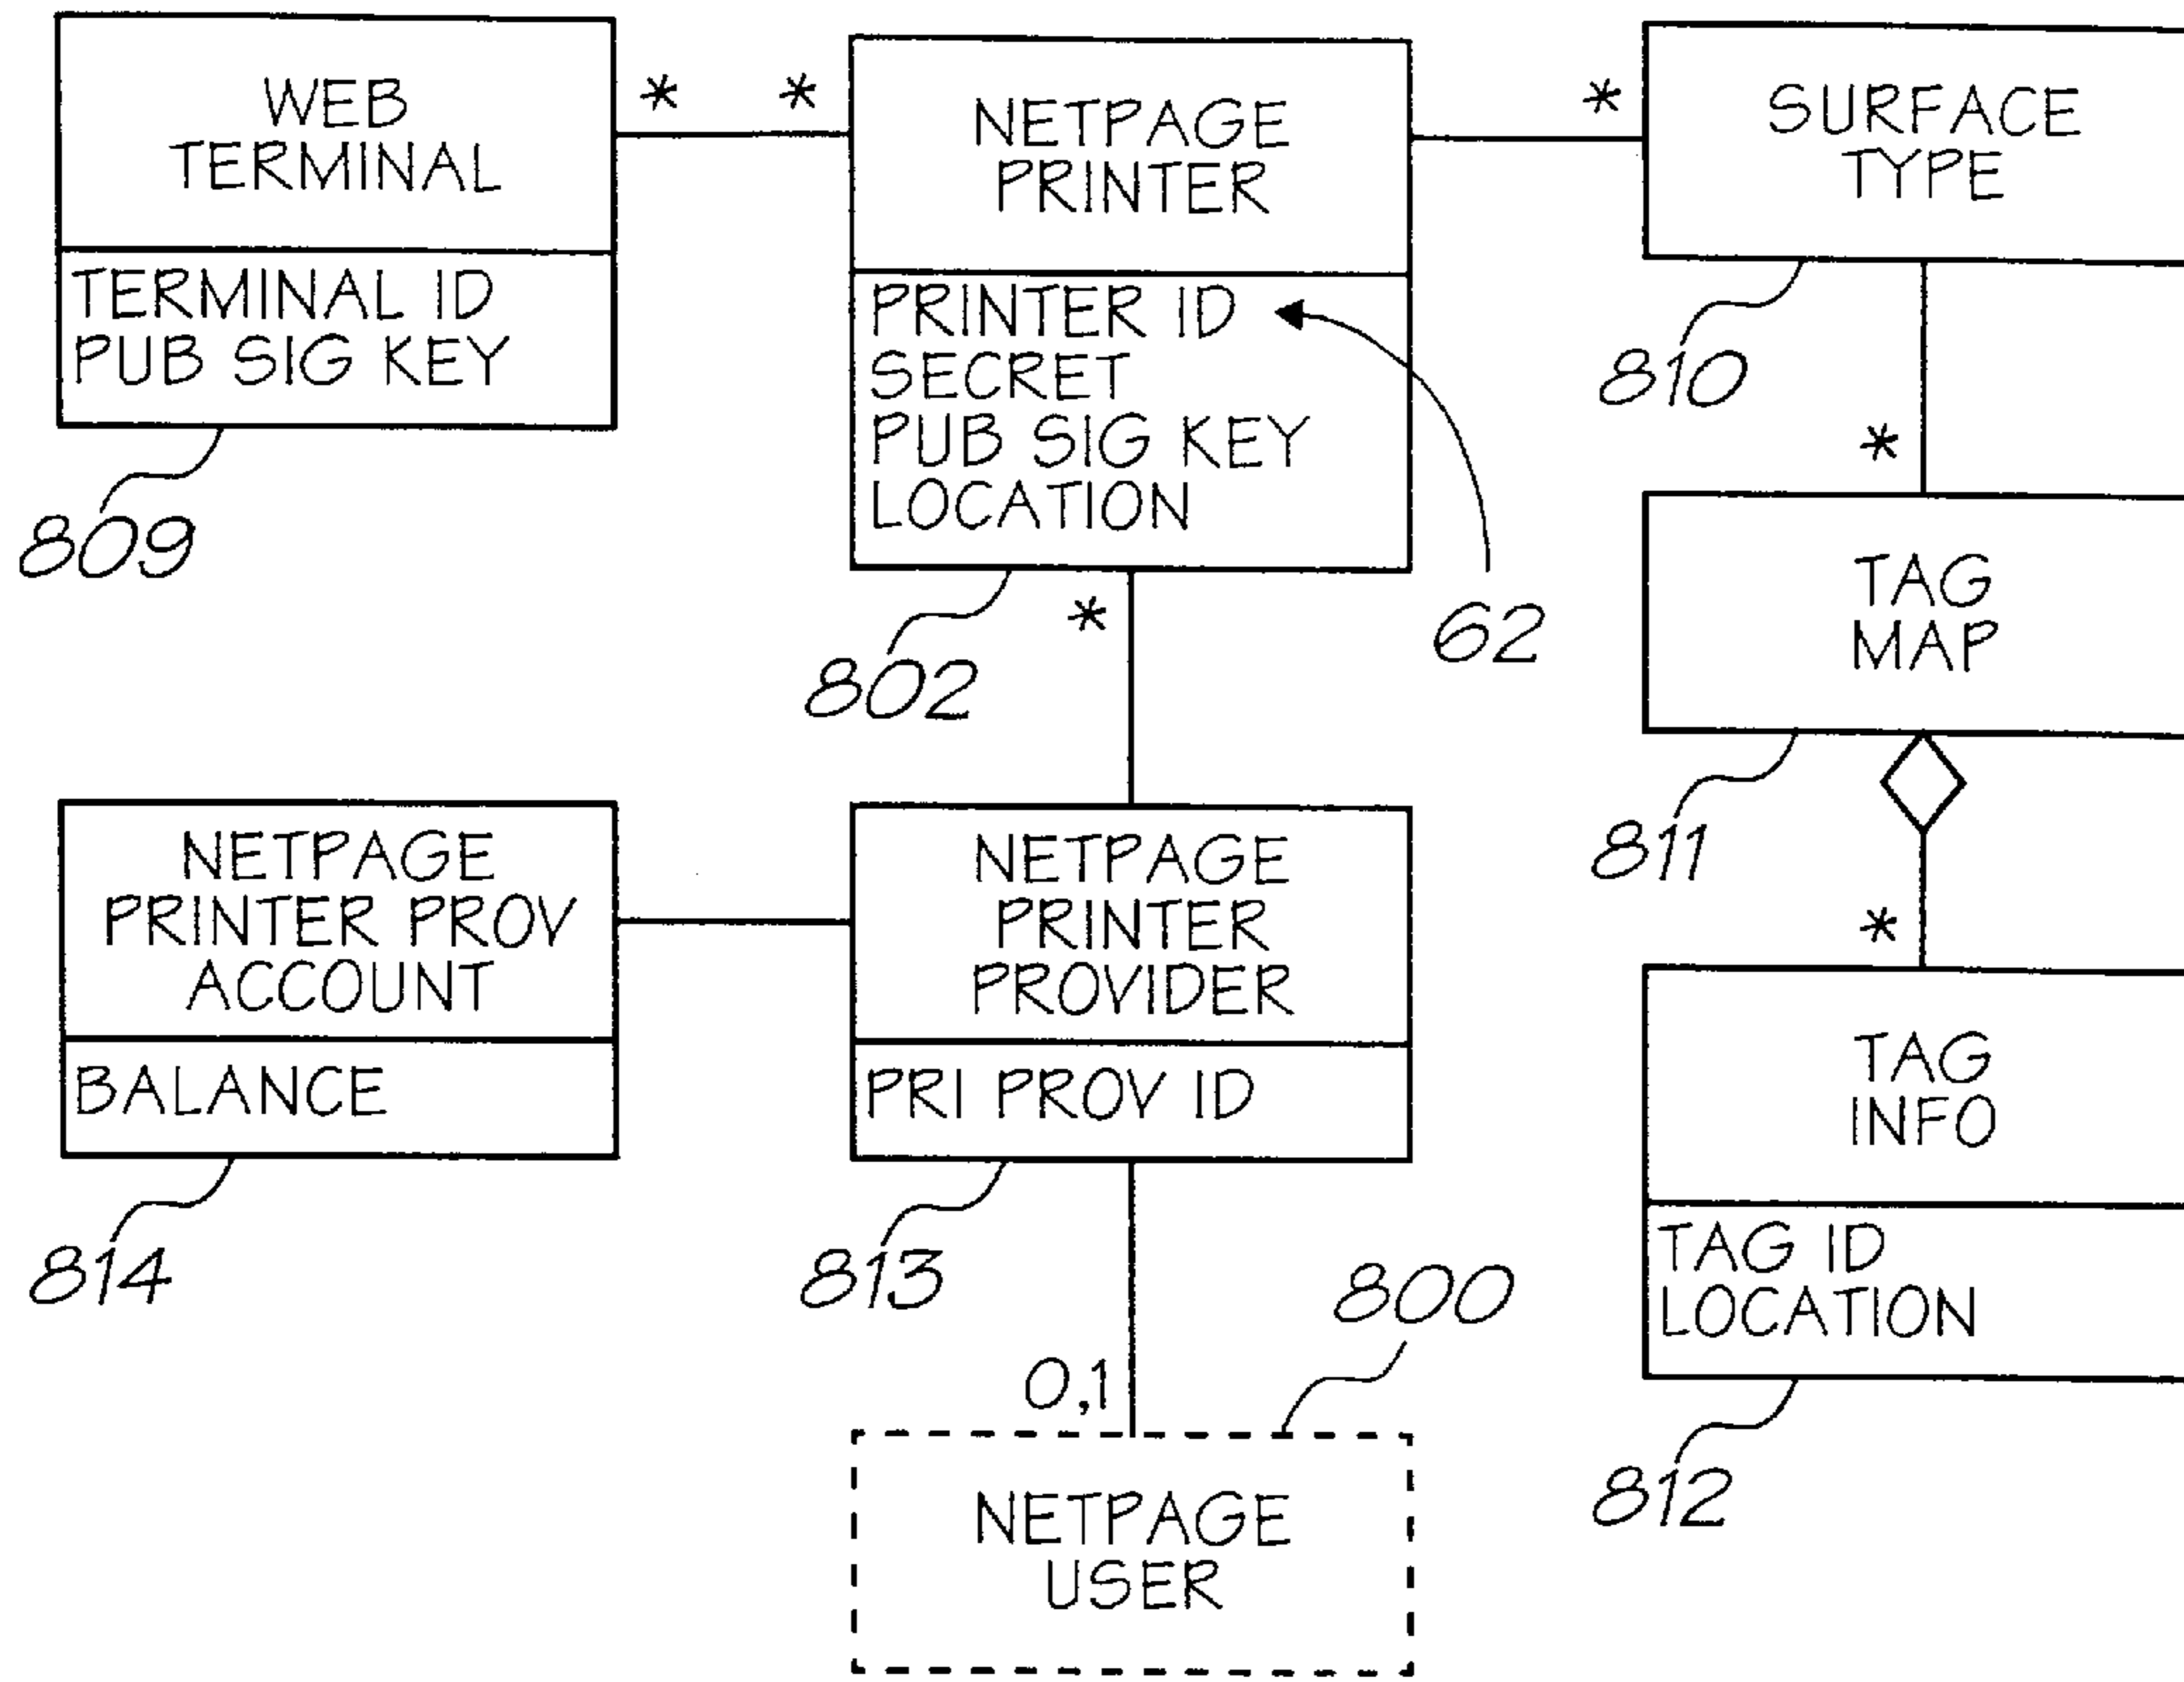 WEB
TERMINAL
TERMINAL ID
PUB SIG KEY
809
* *
NETPAGE
PRINTER
PRINTER ID
SECRET
PUB SIG KEY
LOCATION
802
62
*
SURFACE
TYPE
810
*
TAG
MAP
811
*
TAG
INFO
TAG ID
LOCATION
812
*
NETPAGE
PRINTER PROV
ACCOUNT
BALANCE
814
NETPAGE
PRINTER
PROVIDER
PRI PROV ID
813
800
0,1
NETPAGE
USER